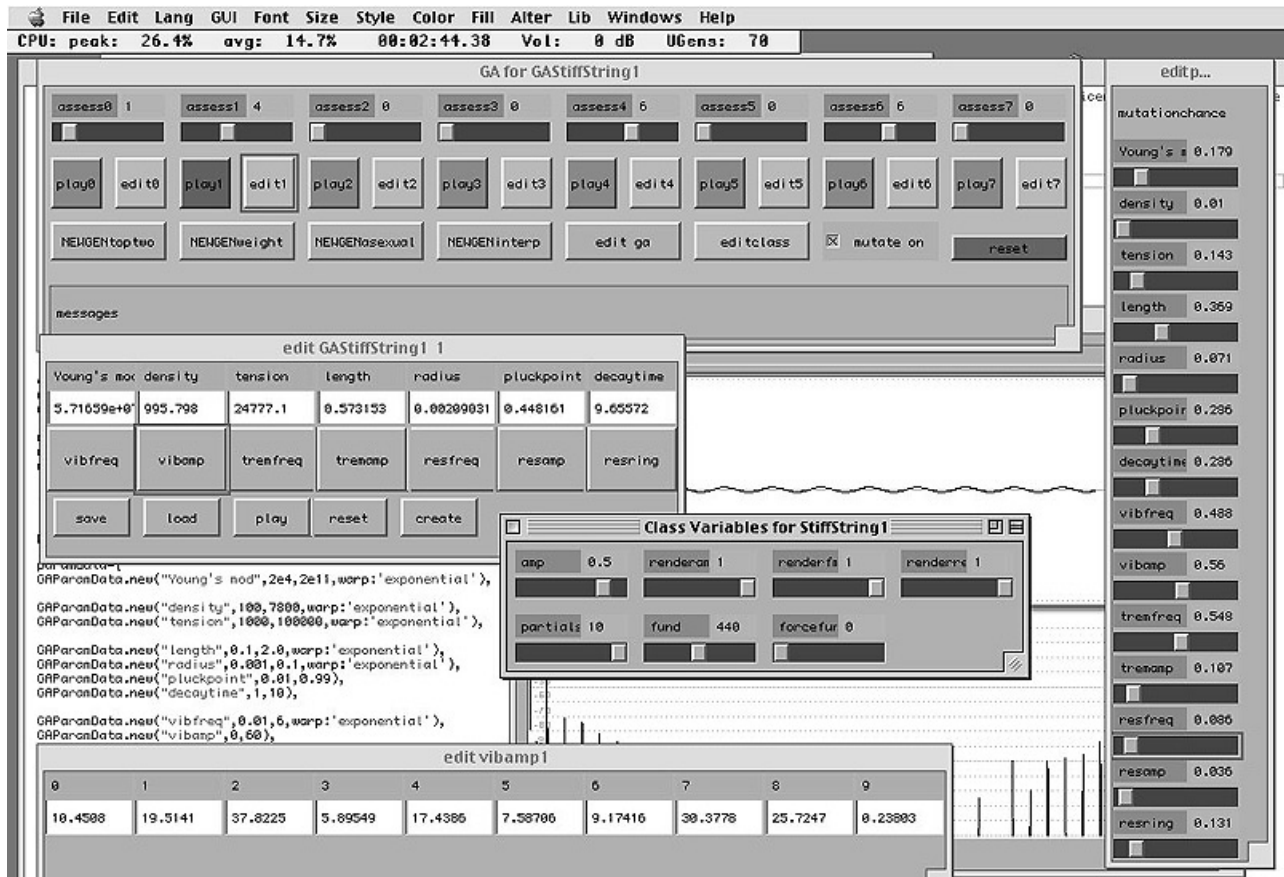 File Edit Lang GUI Font Size Style Color Fill Alter Lib Windows Help
CPU: peak: 26.4% avg: 14.7% 00:02:44.38 Vol: 0 dB UGens: 70
GA for GAStiffString1
assess0 1 assess1 4 assess2 0 assess3 0 assess4 6 assess5 0 assess6 6 assess7 0
play0 edit0 play1 edit1 play2 edit2 play3 edit3 play4 edit4 play5 edit5 play6 edit6 play7 edit7
NEWGENtoptwo NEWGENweight NEWGENasexual NEWGENinterp edit ga editclass mutate on reset
messages
edit GAStiffString1 1
Young's mod density tension length radius pluckpoint decaytime
5.71659e+0 995.798 24777.1 0.573153 0.00209031 0.448161 9.65572
vibfreq vibamp tremfreq tremamp resfreq resamp resring
save load play reset create
GAParamData.new("Young's mod",2e4,2e11,warp:'exponential'),
GAParamData.new("density",100,7800,warp:'exponential'),
GAParamData.new("tension",1000,100000,warp:'exponential'),
GAParamData.new("length",0.1,2.0,warp:'exponential'),
GAParamData.new("radius",0.001,0.1,warp:'exponential'),
GAParamData.new("pluckpoint",0.01,0.99),
GAParamData.new("decaytime",1,10),
GAParamData.new("vibfreq",0.01,6,warp:'exponential'),
GAParamData.new("vibamp",0,60),
Class Variables for StiffString1
amp 0.5 renderam 1 renderfm 1 renderre 1
partials 10 fund 440 forcefur 0
edit vibamp1
0 1 2 3 4 5 6 7 8 9
10.4508 19.5141 37.8225 5.89549 17.4386 7.58706 9.17416 30.3778 25.7247 0.23803
edit p...
mutationchance
Young's m 0.179
density 0.01
tension 0.143
length 0.369
radius 0.071
pluckpoir 0.286
decaytime 0.286
vibfreq 0.488
vibamp 0.56
tremfreq 0.548
tremamp 0.107
resfreq 0.086
resamp 0.036
resring 0.131